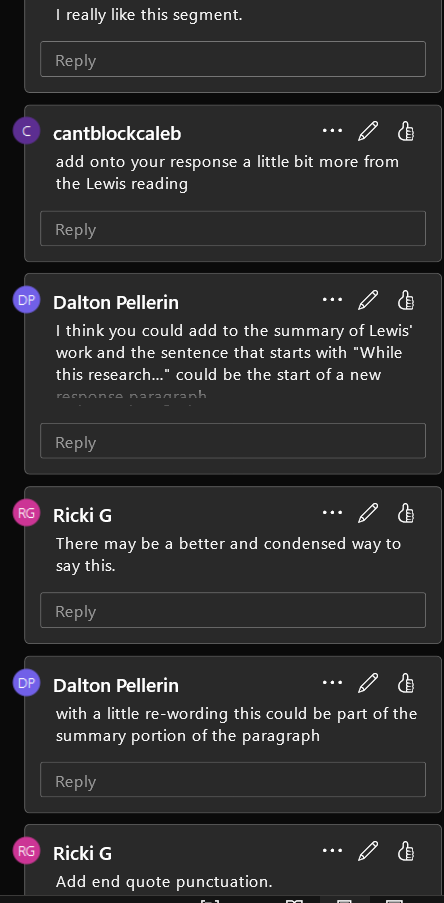 I really like this segment.
Reply
C
cantblockcaleb
add onto your response a little bit more from
the Lewis reading
Reply
DP
Dalton Pellerin
I think you could add to the summary of Lewis'
work and the sentence that starts with "While
this research..." could be the start of a new
response paragraph
Reply
RG
Ricki G
There may be a better and condensed way to
say this.
Reply
DP
Dalton Pellerin
with a little re-wording this could be part of the
summary portion of the paragraph
Reply
RG
Ricki G
Add end quote punctuation.